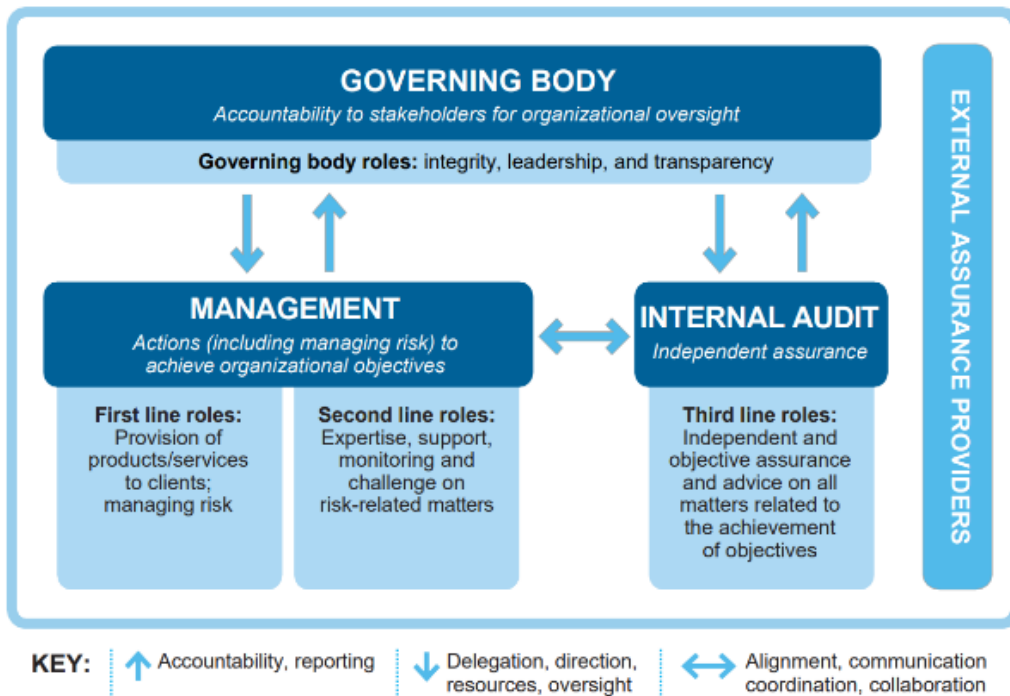 GOVERNING BODY
Accountability to stakeholders for organizational oversight
Governing body roles: integrity, leadership, and transparency
MANAGEMENT
Actions (including managing risk) to
achieve organizational objectives
First line roles:
Provision of
products/services
to clients;
managing risk
Second line roles:
Expertise, support,
monitoring and
challenge on
risk-related matters
INTERNAL AUDIT
Independent assurance
Third line roles:
Independent and
objective assurance
and advice on all
matters related to
the achievement
of objectives
EXTERNAL ASSURANCE PROVIDERS
KEY:
Accountability, reporting
Delegation, direction,
resources, oversight
Alignment, communication
coordination, collaboration